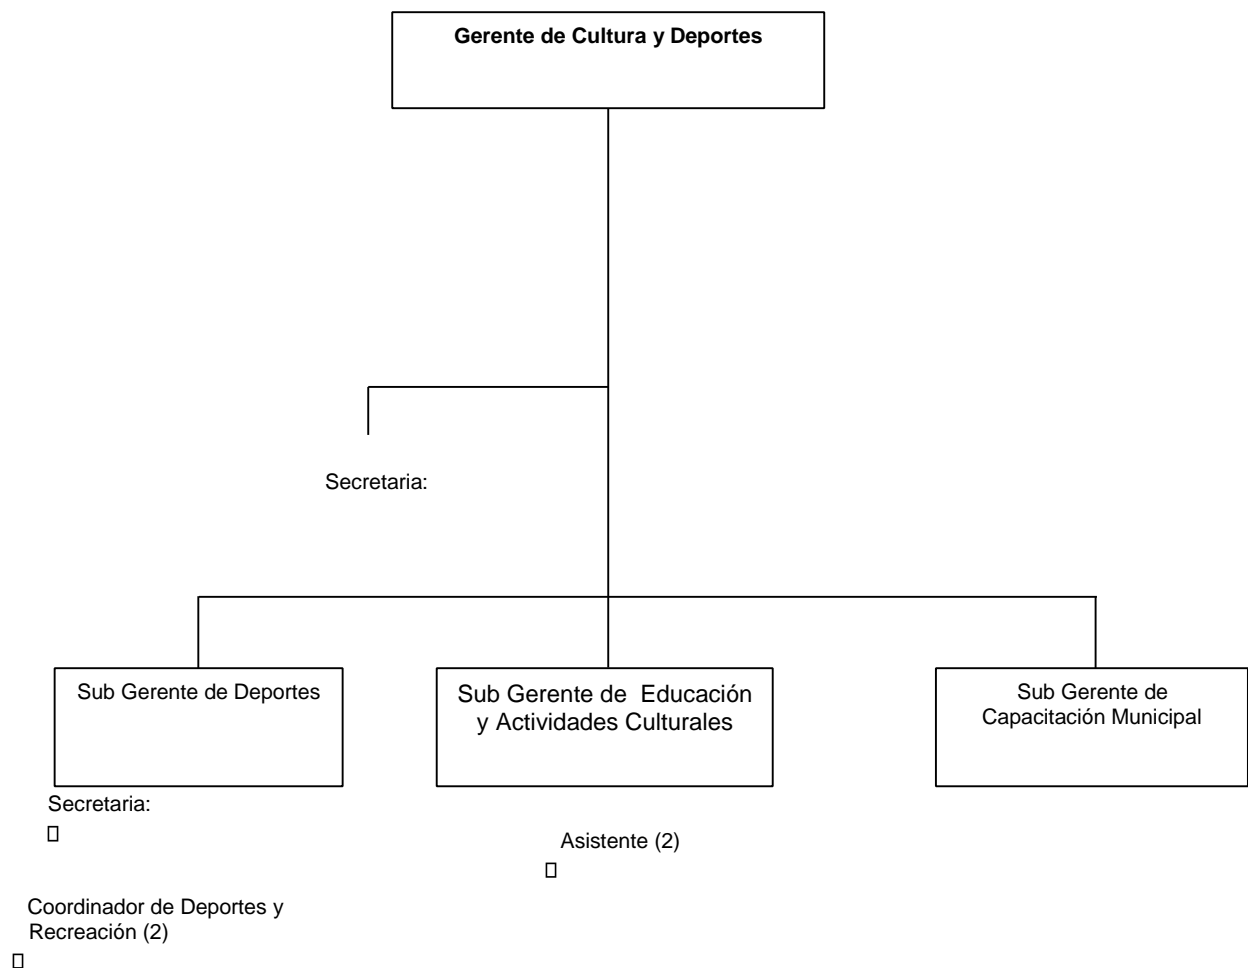 Gerente de Cultura y Deportes
Secretaria:
Sub Gerente de Deportes
Sub Gerente de  Educación
y Actividades Culturales
Sub Gerente de
Capacitación Municipal
Secretaria:
Asistente (2)
Coordinador de Deportes y
Recreación (2)